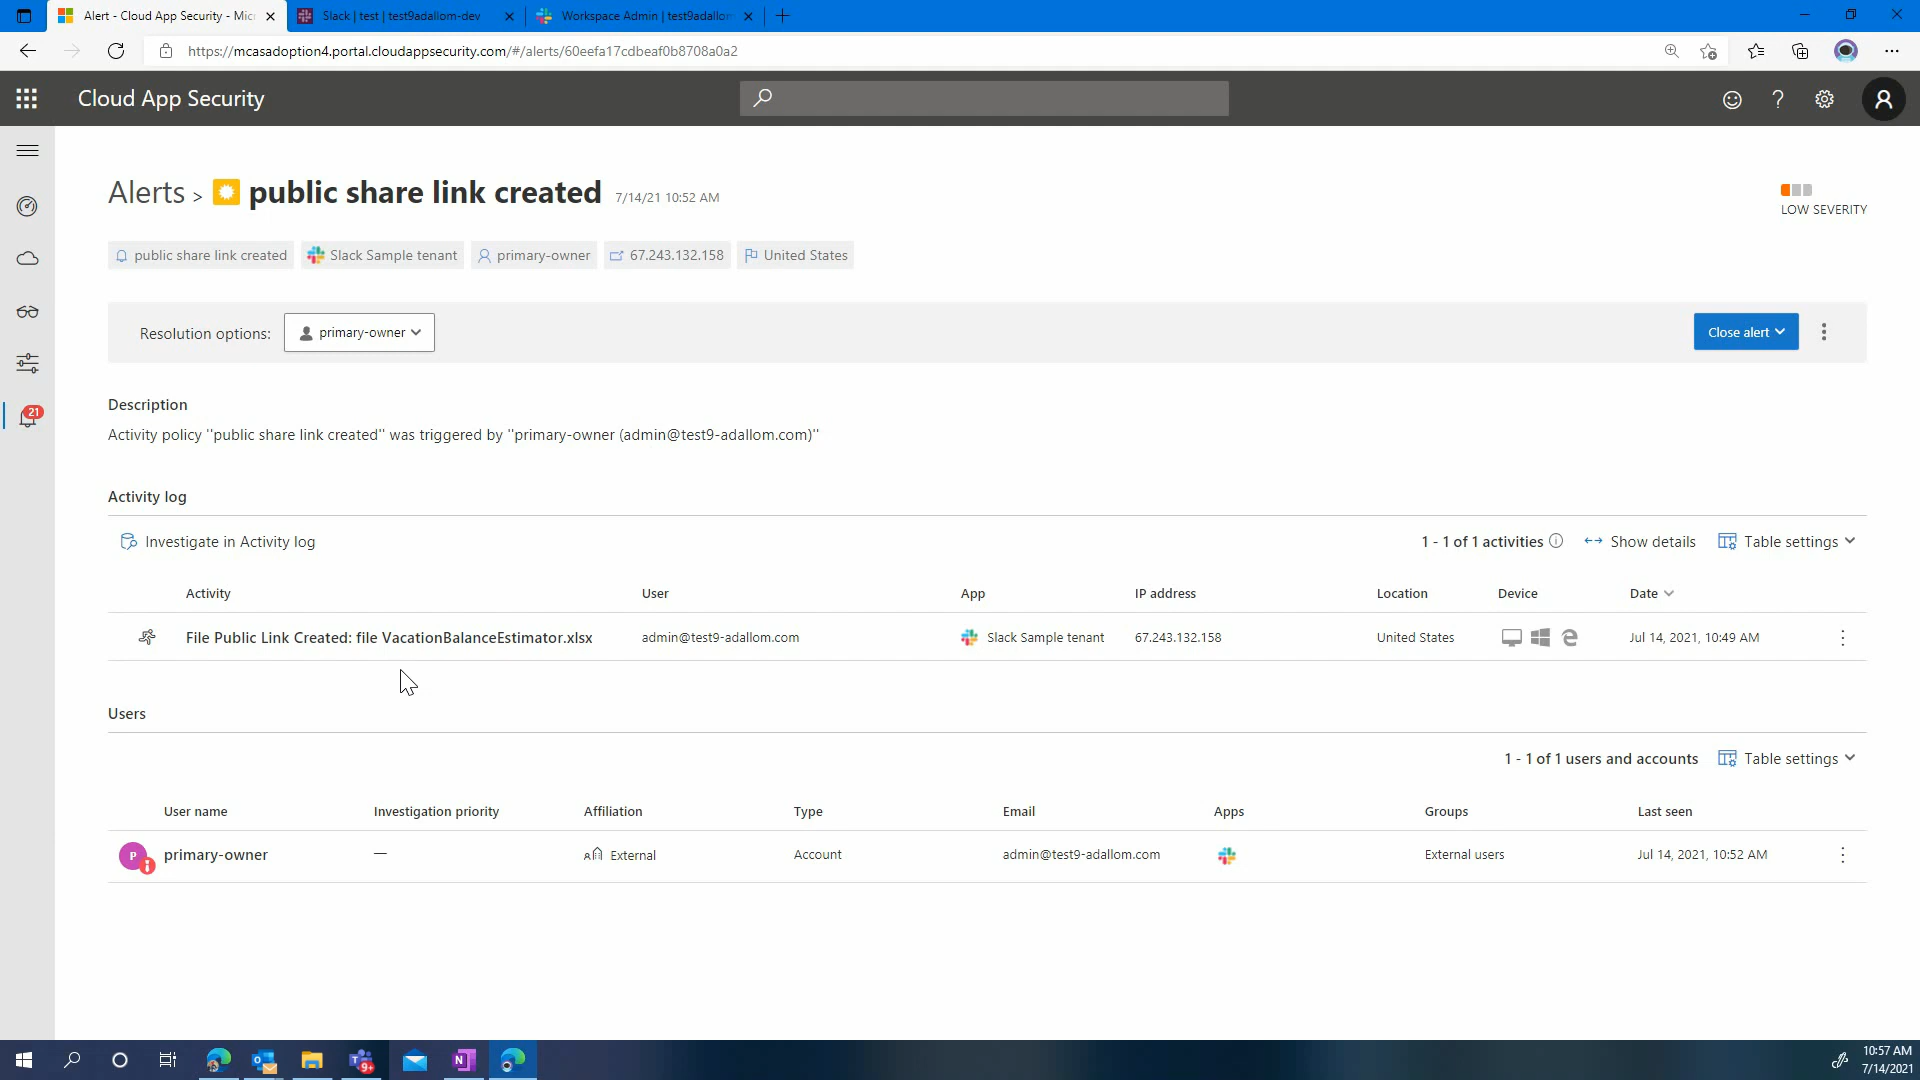 Alert - Cloud App Security - Micr
Slack | test | test9adallom-dev
Workspace Admin | test9adallom
https://mcasadoption4.portal.cloudappsecurity.com/#/alerts/60eefa17cdbeaf0b8708a0a2
Cloud App Security
Alerts > public share link created 7/14/21 10:52 AM
LOW SEVERITY
public share link created Slack Sample tenant primary-owner 67.243.132.158 United States
Resolution options: primary-owner Close alert
21
Description
Activity policy "public share link created" was triggered by "primary-owner (admin@test9-adallom.com)"
Activity log
Investigate in Activity log 1 - 1 of 1 activities Show details Table settings
Activity User App IP address Location Device Date
File Public Link Created: file VacationBalanceEstimator.xlsx admin@test9-adallom.com Slack Sample tenant 67.243.132.158 United States Jul 14, 2021, 10:49 AM
Users
1 - 1 of 1 users and accounts Table settings
User name Investigation priority Affiliation Type Email Apps Groups Last seen
P primary-owner — External Account admin@test9-adallom.com External users Jul 14, 2021, 10:52 AM
9+
N
10:57 AM
7/14/2021